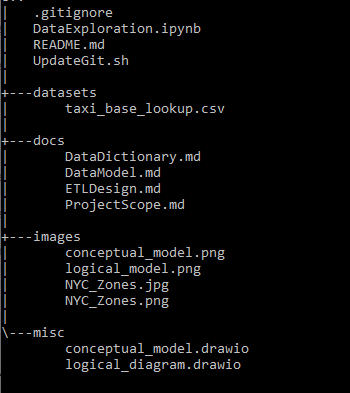 |   .gitignore
|   DataExploration.ipynb
|   README.md
|   UpdateGit.sh
|
+---datasets
|       taxi_base_lookup.csv
|
+---docs
|       DataDictionary.md
|       DataModel.md
|       ETLDesign.md
|       ProjectScope.md
|
+---images
|       conceptual_model.png
|       logical_model.png
|       NYC_Zones.jpg
|       NYC_Zones.png
|
\---misc
        conceptual_model.drawio
        logical_diagram.drawio